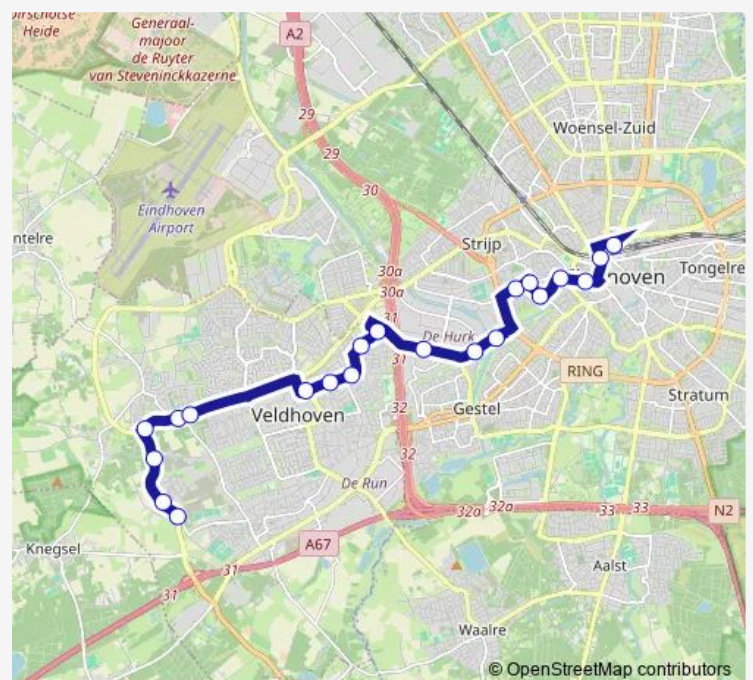 Heide
Generaal-
majoor
de Ruyter
van Steveninckkazerne
A2
29
29
30
Woensel-Zuid
Eindhoven
Airport
Strijp
30a
30a
31
hoven
Tongelre
De Hurk
31
RING
32
Gestel
Stratum
Veldhoven
32
De Run
32a
32a
33
33
N2
Knegsel
A67
31
31
Aalst
Waalre
© OpenStreetMap contributors